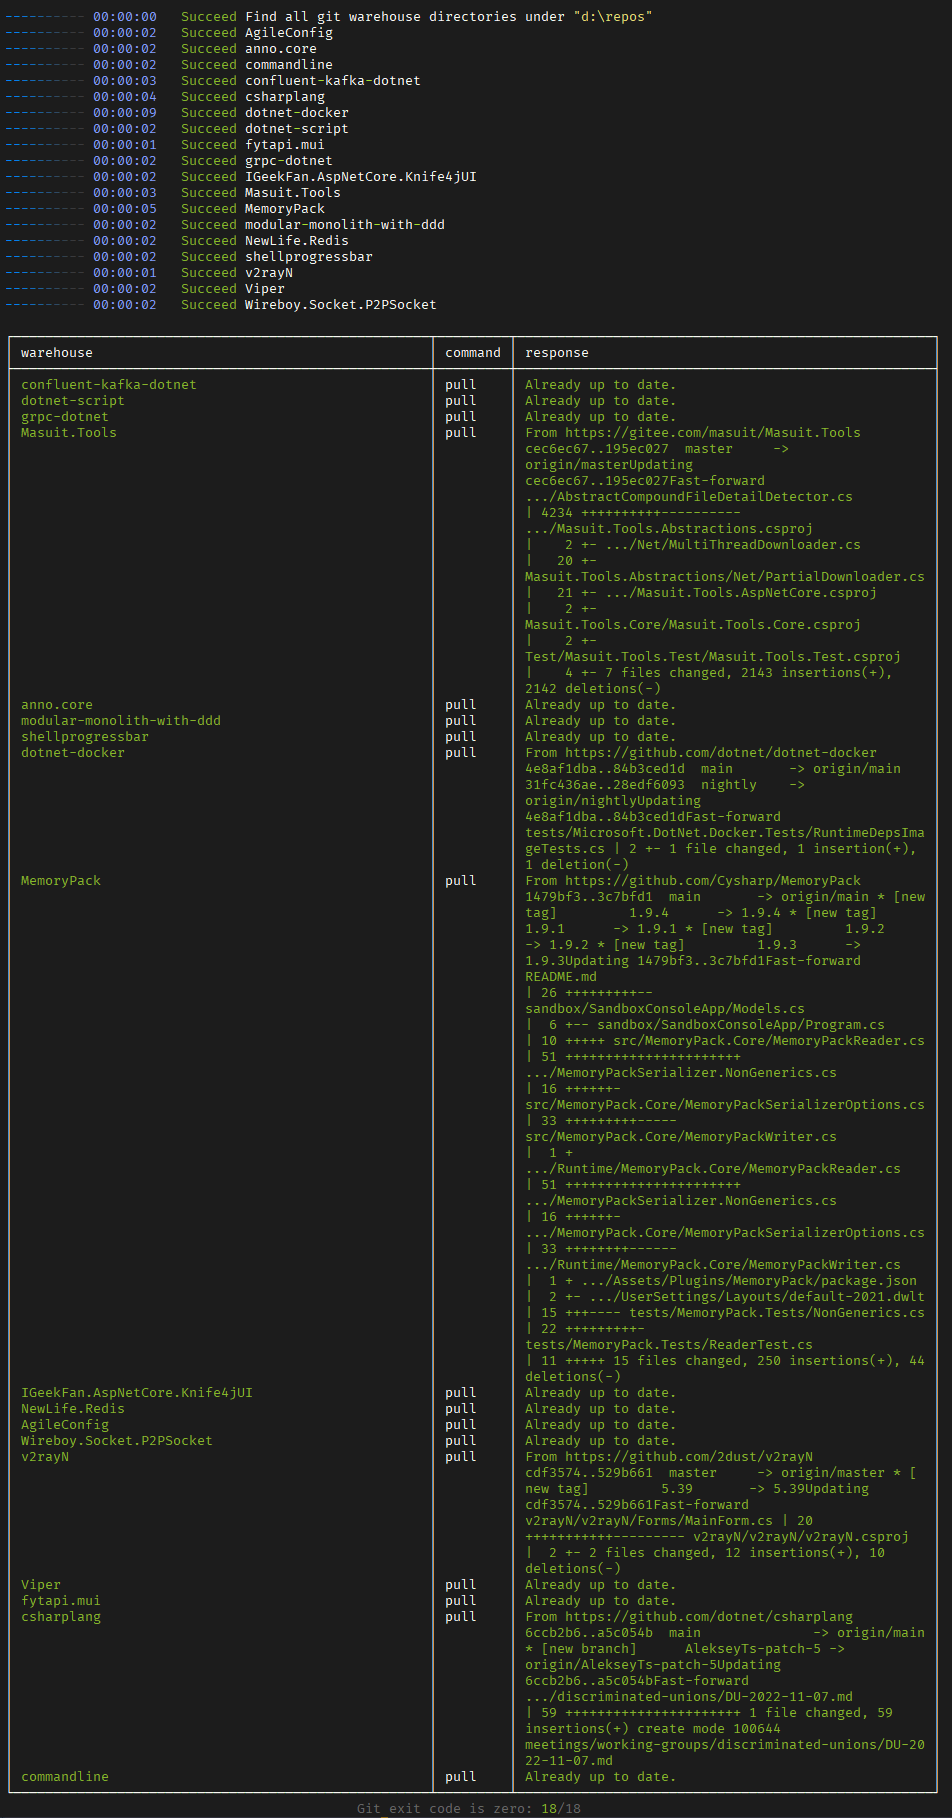 ---------- 00:00:00 Succeed Find all git warehouse directories under "d:\repos"
---------- 00:00:02 Succeed AgileConfig
---------- 00:00:02 Succeed anno.core
---------- 00:00:02 Succeed commandline
---------- 00:00:03 Succeed confluent-kafka-dotnet
---------- 00:00:04 Succeed csharplang
---------- 00:00:09 Succeed dotnet-docker
---------- 00:00:02 Succeed dotnet-script
---------- 00:00:01 Succeed fytapi.mui
---------- 00:00:02 Succeed grpc-dotnet
---------- 00:00:02 Succeed IGeekFan.AspNetCore.Knife4jUI
---------- 00:00:03 Succeed Masuit.Tools
---------- 00:00:05 Succeed MemoryPack
---------- 00:00:02 Succeed modular-monolith-with-ddd
---------- 00:00:02 Succeed NewLife.Redis
---------- 00:00:02 Succeed shellprogressbar
---------- 00:00:01 Succeed v2rayN
---------- 00:00:02 Succeed Viper
---------- 00:00:02 Succeed Wireboy.Socket.P2PSocket
warehouse command response
confluent-kafka-dotnet pull Already up to date.
dotnet-script pull Already up to date.
grpc-dotnet pull Already up to date.
Masuit.Tools pull From https://gitee.com/masuit/Masuit.Tools
cec6ec67..195ec027  master     ->
origin/masterUpdating
cec6ec67..195ec027Fast-forward
.../AbstractCompoundFileDetailDetector.cs
| 4234 ++++++++++----------
.../Masuit.Tools.Abstractions.csproj
|    2 +- .../Net/MultiThreadDownloader.cs
|   20 +-
Masuit.Tools.Abstractions/Net/PartialDownloader.cs
|   21 +- .../Masuit.Tools.AspNetCore.csproj
|    2 +-
Masuit.Tools.Core/Masuit.Tools.Core.csproj
|    2 +-
Test/Masuit.Tools.Test/Masuit.Tools.Test.csproj
|    4 +- 7 files changed, 2143 insertions(+),
2142 deletions(-)
anno.core pull Already up to date.
modular-monolith-with-ddd pull Already up to date.
shellprogressbar pull Already up to date.
dotnet-docker pull From https://github.com/dotnet/dotnet-docker
4e8af1dba..84b3ced1d  main       -> origin/main
31fc436ae..28edf6093  nightly    ->
origin/nightlyUpdating
4e8af1dba..84b3ced1dFast-forward
tests/Microsoft.DotNet.Docker.Tests/RuntimeDepsIma
geTests.cs | 2 +- 1 file changed, 1 insertion(+),
1 deletion(-)
MemoryPack pull From https://github.com/Cysharp/MemoryPack
1479bf3..3c7bfd1  main       -> origin/main * [new
tag]         1.9.4      -> 1.9.4 * [new tag]
1.9.1      -> 1.9.1 * [new tag]         1.9.2
-> 1.9.2 * [new tag]         1.9.3      ->
1.9.3Updating 1479bf3..3c7bfd1Fast-forward
README.md
| 26 +++++++++--
sandbox/SandboxConsoleApp/Models.cs
|  6 +-- sandbox/SandboxConsoleApp/Program.cs
| 10 +++++ src/MemoryPack.Core/MemoryPackReader.cs
| 51 ++++++++++++++++++++++
.../MemoryPackSerializer.NonGenerics.cs
| 16 ++++++-
src/MemoryPack.Core/MemoryPackSerializerOptions.cs
| 33 +++++++++-----
src/MemoryPack.Core/MemoryPackWriter.cs
|  1 +
.../Runtime/MemoryPack.Core/MemoryPackReader.cs
| 51 ++++++++++++++++++++++
.../MemoryPackSerializer.NonGenerics.cs
| 16 ++++++-
.../MemoryPack.Core/MemoryPackSerializerOptions.cs
| 33 ++++++++------
.../Runtime/MemoryPack.Core/MemoryPackWriter.cs
|  1 + .../Assets/Plugins/MemoryPack/package.json
|  2 +- .../UserSettings/Layouts/default-2021.dwlt
| 15 +++---- tests/MemoryPack.Tests/NonGenerics.cs
| 22 +++++++++-
tests/MemoryPack.Tests/ReaderTest.cs
| 11 +++++ 15 files changed, 250 insertions(+), 44
deletions(-)
IGeekFan.AspNetCore.Knife4jUI pull Already up to date.
NewLife.Redis pull Already up to date.
AgileConfig pull Already up to date.
Wireboy.Socket.P2PSocket pull Already up to date.
v2rayN pull From https://github.com/2dust/v2rayN
cdf3574..529b661  master     -> origin/master * [
new tag]         5.39       -> 5.39Updating
cdf3574..529b661Fast-forward
v2rayN/v2rayN/Forms/MainForm.cs | 20
+++++++++++--------- v2rayN/v2rayN/v2rayN.csproj
|  2 +- 2 files changed, 12 insertions(+), 10
deletions(-)
Viper pull Already up to date.
fytapi.mui pull Already up to date.
csharplang pull From https://github.com/dotnet/csharplang
6ccb2b6..a5c054b  main              -> origin/main
* [new branch]      AlekseyTs-patch-5 ->
origin/AlekseyTs-patch-5Updating
6ccb2b6..a5c054bFast-forward
.../discriminated-unions/DU-2022-11-07.md
| 59 ++++++++++++++++++++++ 1 file changed, 59
insertions(+) create mode 100644
meetings/working-groups/discriminated-unions/DU-20
22-11-07.md
commandline pull Already up to date.
Git exit code is zero: 18/18